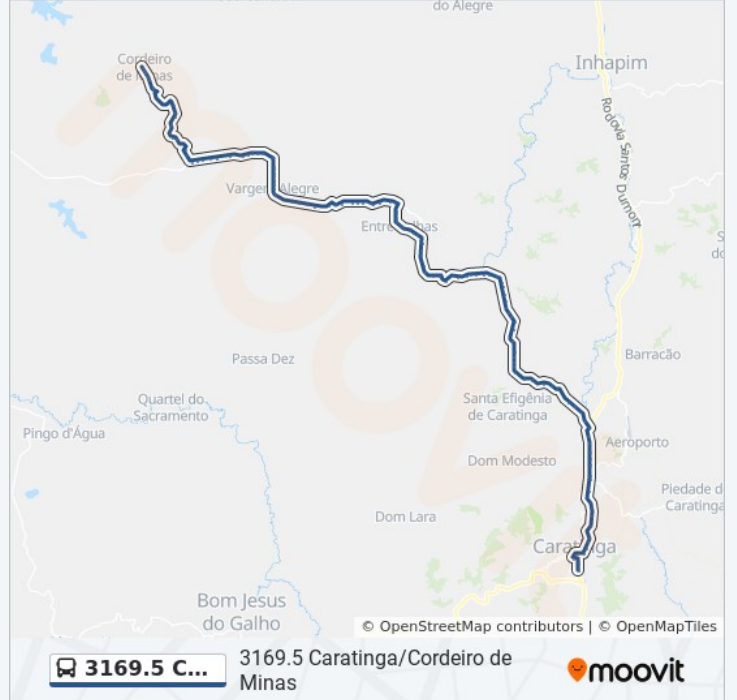 do Alegre
Cordeiro
de Minas
Inhapim
Rodovia Santos Dumont
Vargem Alegre
Entre Folhas
Passa Dez
Barracão
Quartel do
Sacramento
Santa Efigênia
de Caratinga
Pingo d'Água
Aeroporto
Dom Modesto
Piedade d
Caratinga
Dom Lara
Caratinga
Bom Jesus
do Galho
© OpenStreetMap contributors | © OpenMapTiles
3169.5 C...
3169.5 Caratinga/Cordeiro de
Minas
moovit